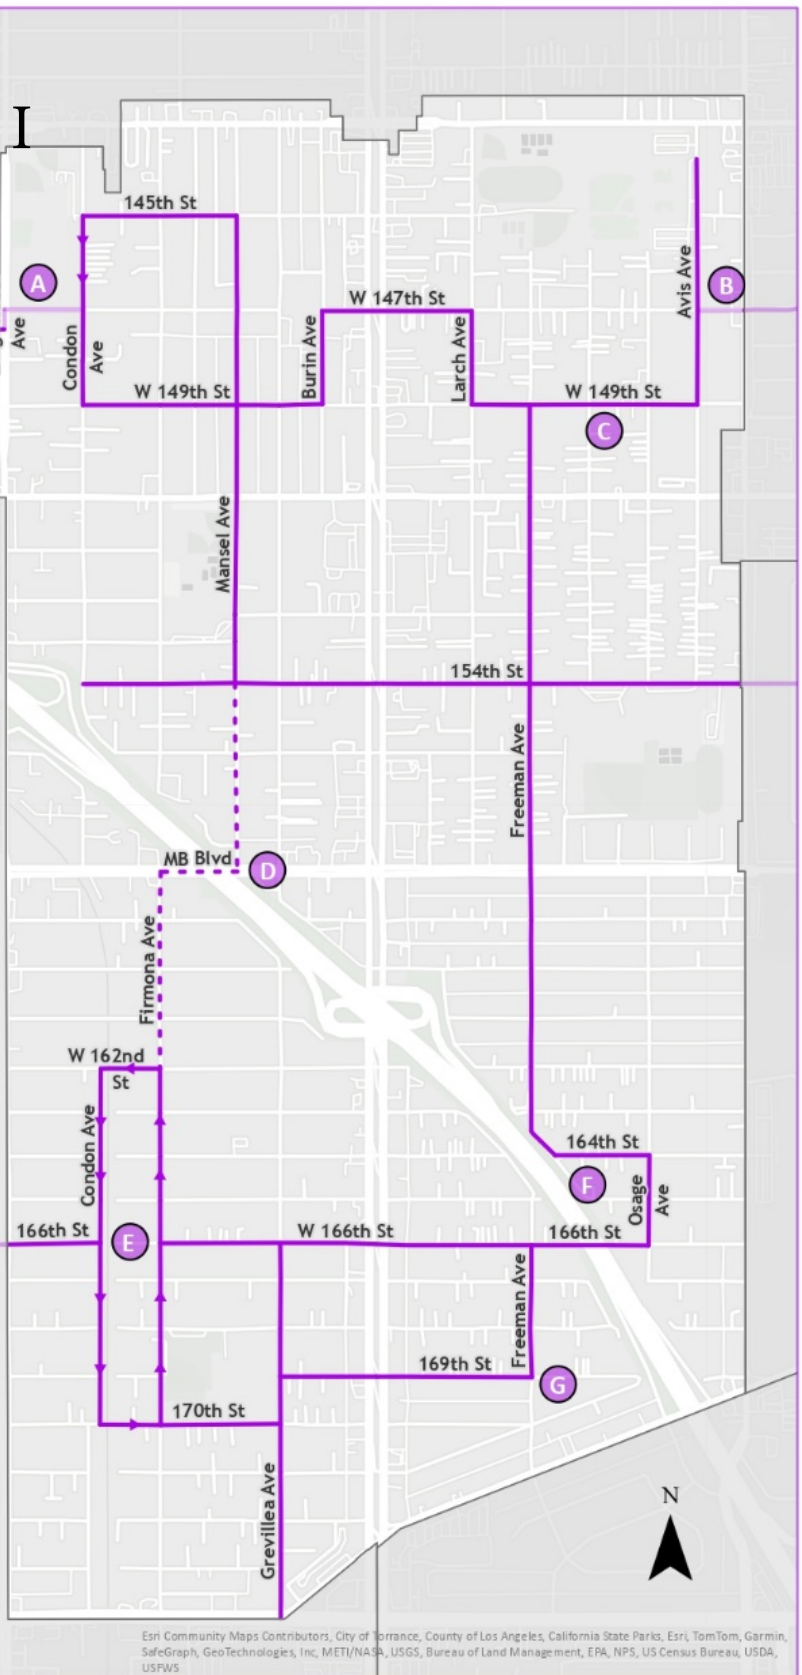 I
145th St
A
B
Avis Ave
W 147th St
Ave
Condon
Ave
Burin Ave
Larch Ave
W 149th St
W 149th St
C
Mansel Ave
154th St
Freeman Ave
MB Blvd
D
Firmona Ave
W 162nd
St
Condon Ave
164th St
F
Osage
Ave
166th St
E
W 166th St
166th St
Freeman Ave
169th St
G
170th St
Grevillea Ave
N
Esri Community Maps Contributors, City of Torrance, County of Los Angeles, California State Parks, Esri, TomTom, Garmin,
SafeGraph, GeoTechnologies, Inc, METI/NASA, USGS, Bureau of Land Management, EPA, NPS, US Census Bureau, USDA,
USFWS